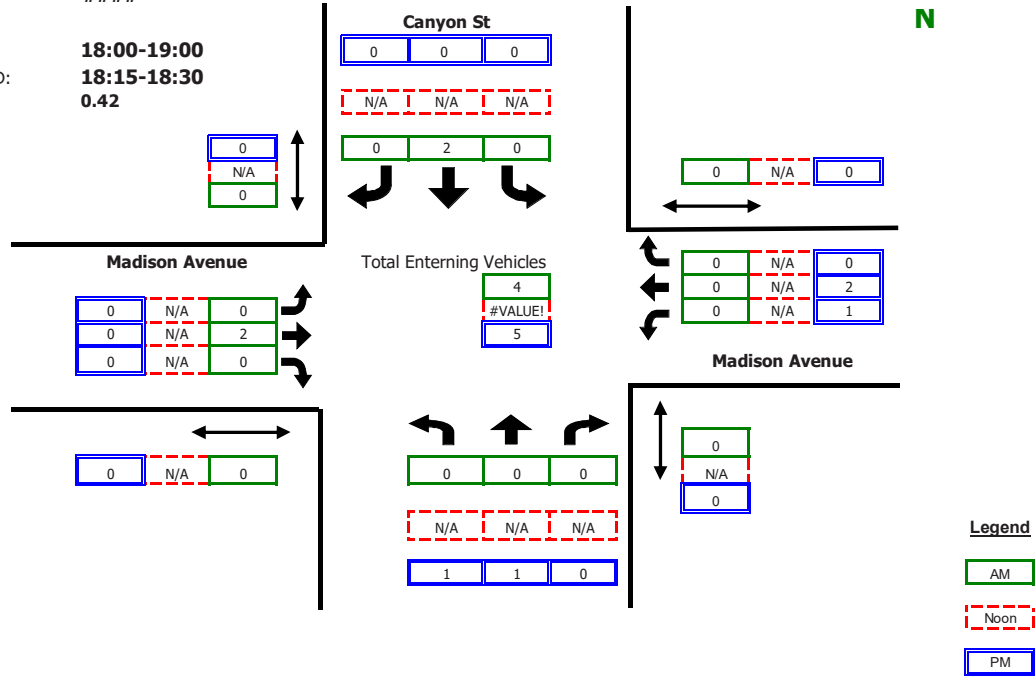 Canyon St
N
18:00-19:00
0 0 0
18:15-18:30
0.42
N/A N/A N/A
0
N/A
0
0 2 0
0 N/A 0
Madison Avenue
Total Enterning Vehicles
4
#VALUE!
5
0 N/A 0
0 N/A 2
0 N/A 1
0 N/A 0
0 N/A 2
0 N/A 0
Madison Avenue
0 N/A 0
0 0 0
0
N/A
0
N/A N/A N/A
1 1 0
Legend
AM
Noon
PM